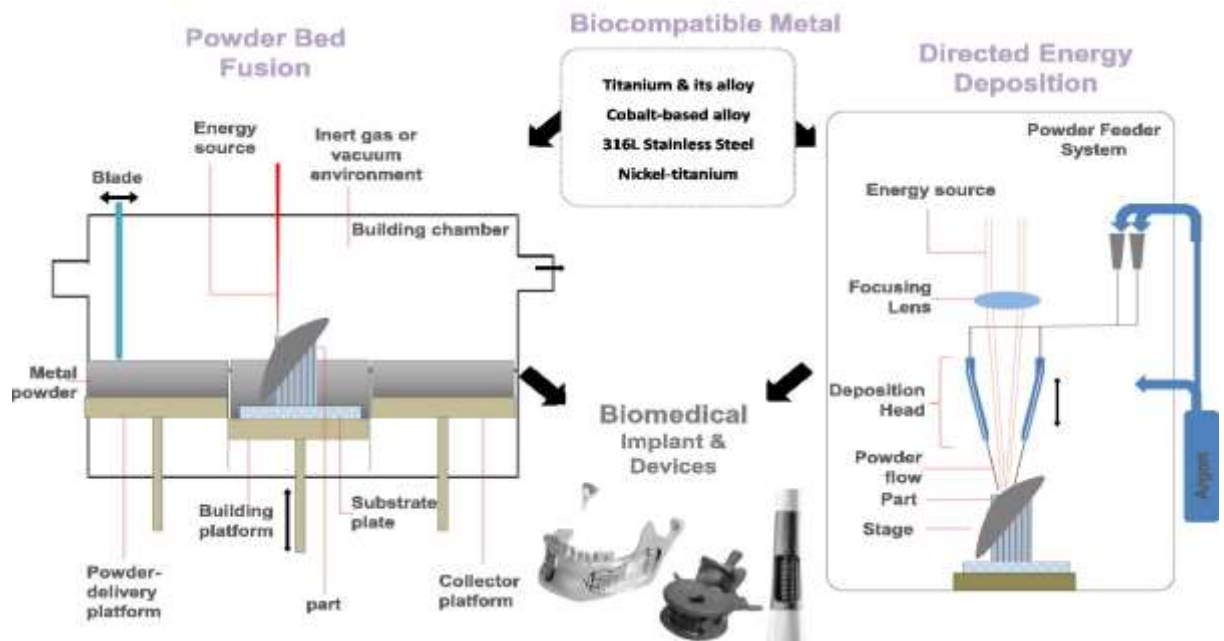 Powder Bed
Fusion
Biocompatible Metal
Titanium & its alloy
Cobalt-based alloy
316L Stainless Steel
Nickel-titanium
Directed Energy
Deposition
Energy
source
Inert gas or
vacuum
environment
Blade
Building chamber
Metal
powder
Building
platform
Substrate
plate
Powder-
delivery
platform
part
Collector
platform
Biomedical
Implant &
Devices
Powder Feeder
System
Energy source
Focusing
Lens
Deposition
Head
Powder
flow
Part
Stage
Argon